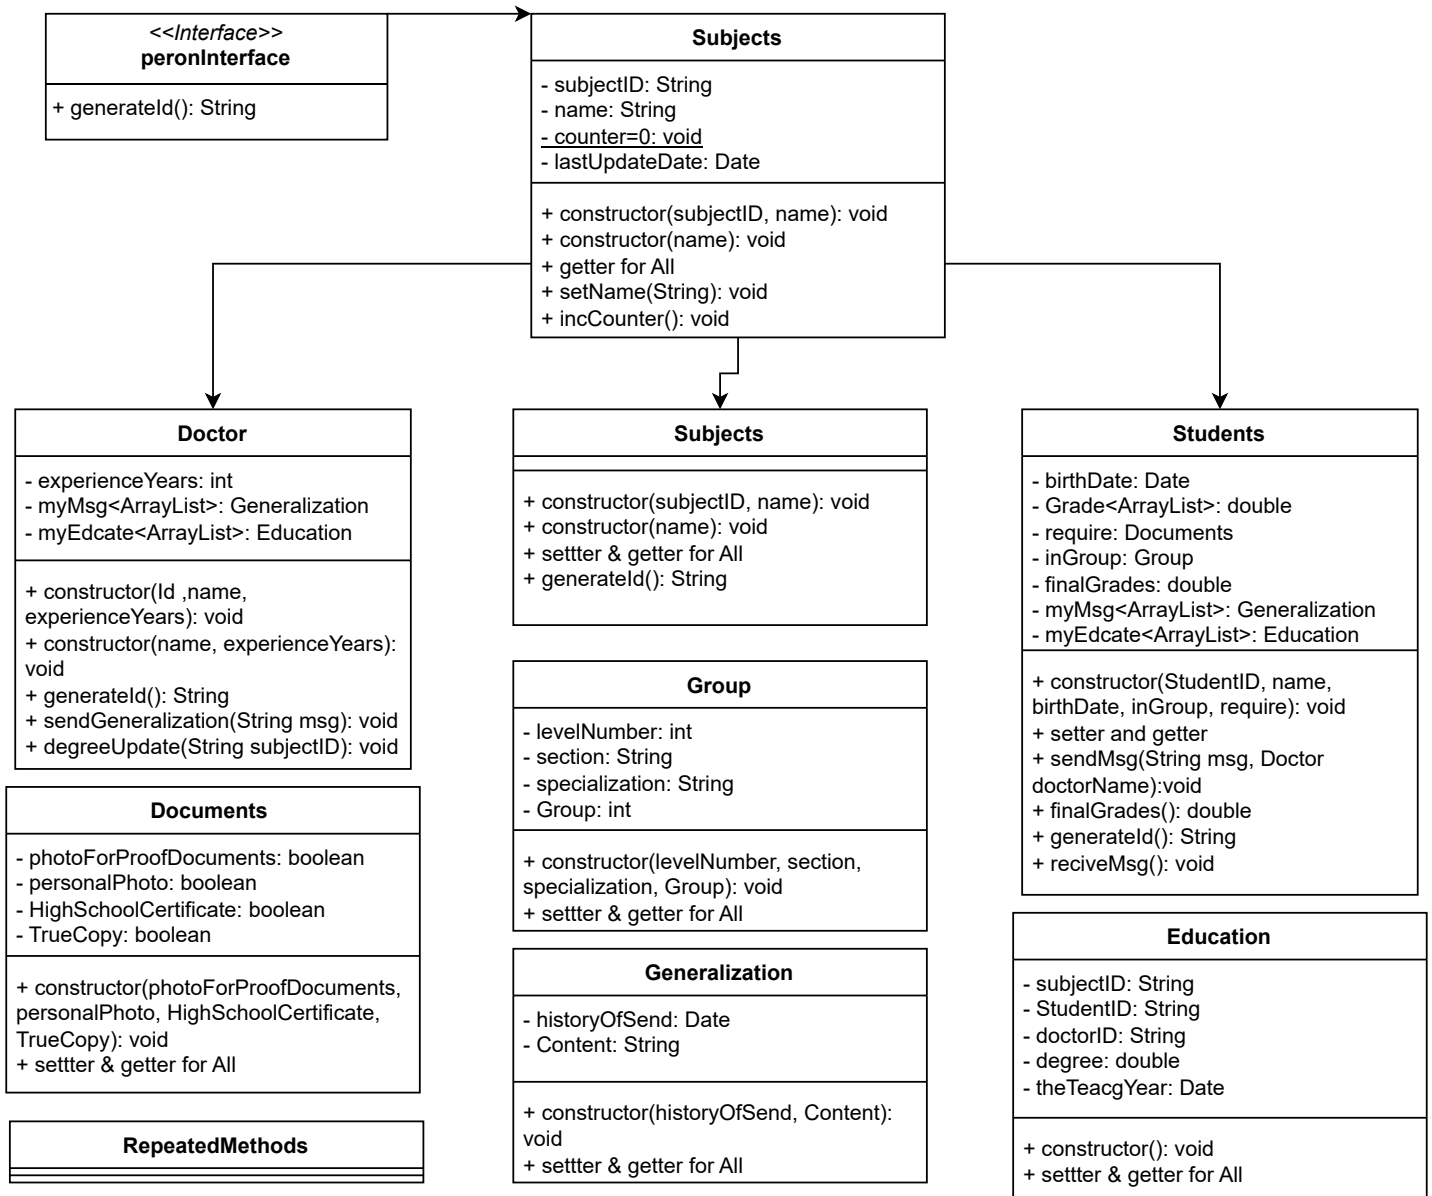 <<Interface>>
peronInterface
+ generateId(): String
Subjects
- subjectID: String
- name: String
- counter=0: void
- lastUpdateDate: Date
+ constructor(subjectID, name): void
+ constructor(name): void
+ getter for All
+ setName(String): void
+ incCounter(): void
Doctor
- experienceYears: int
- myMsg<ArrayList>: Generalization
- myEdcate<ArrayList>: Education
+ constructor(Id ,name,
experienceYears): void
+ constructor(name, experienceYears):
void
+ generateId(): String
+ sendGeneralization(String msg): void
+ degreeUpdate(String subjectID): void
Subjects
+ constructor(subjectID, name): void
+ constructor(name): void
+ settter & getter for All
+ generateId(): String
Students
- birthDate: Date
- Grade<ArrayList>: double
- require: Documents
- inGroup: Group
- finalGrades: double
- myMsg<ArrayList>: Generalization
- myEdcate<ArrayList>: Education
+ constructor(StudentID, name,
birthDate, inGroup, require): void
+ setter and getter
+ sendMsg(String msg, Doctor
doctorName):void
+ finalGrades(): double
+ generateId(): String
+ reciveMsg(): void
Group
- levelNumber: int
- section: String
- specialization: String
- Group: int
+ constructor(levelNumber, section,
specialization, Group): void
+ settter & getter for All
Documents
- photoForProofDocuments: boolean
- personalPhoto: boolean
- HighSchoolCertificate: boolean
- TrueCopy: boolean
+ constructor(photoForProofDocuments,
personalPhoto, HighSchoolCertificate,
TrueCopy): void
+ settter & getter for All
Generalization
- historyOfSend: Date
- Content: String
+ constructor(historyOfSend, Content):
void
+ settter & getter for All
Education
- subjectID: String
- StudentID: String
- doctorID: String
- degree: double
- theTeacgYear: Date
+ constructor(): void
+ settter & getter for All
RepeatedMethods